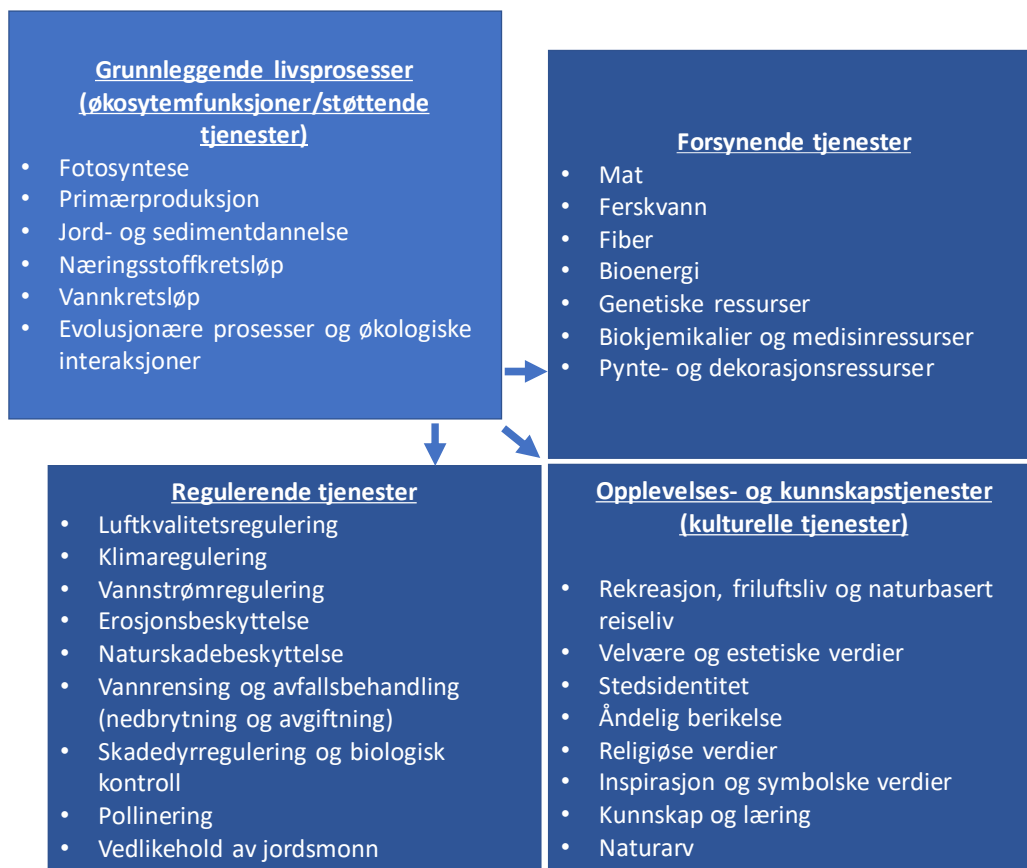 Grunnleggende livsprosesser
(økosytemfunksjoner/støttende
tjenester)
• Fotosyntese
• Primærproduksjon
• Jord- og sedimentdannelse
• Næringsstoffkretsløp
• Vannkretsløp
• Evolusjonære prosesser og økologiske
interaksjoner
Forsynende tjenester
• Mat
• Ferskvann
• Fiber
• Bioenergi
• Genetiske ressurser
• Biokjemikalier og medisinressurser
• Pynte- og dekorasjonsressurser
Regulerende tjenester
• Luftkvalitetsregulering
• Klimaregulering
• Vannstrømregulering
• Erosjonsbeskyttelse
• Naturskadebeskyttelse
• Vannrensing og avfallsbehandling
(nedbrytning og avgiftning)
• Skadedyrregulering og biologisk
kontroll
• Pollinering
• Vedlikehold av jordsmonn
Opplevelses- og kunnskapstjenester
(kulturelle tjenester)
• Rekreasjon, friluftsliv og naturbasert
reiseliv
• Velvære og estetiske verdier
• Stedsidentitet
• Åndelig berikelse
• Religiøse verdier
• Inspirasjon og symbolske verdier
• Kunnskap og læring
• Naturarv